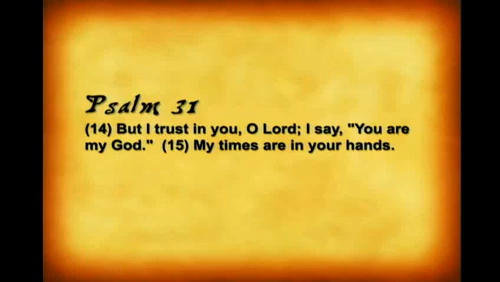 Psalm 31
(14) But I trust in you, O Lord; I say, "You are
my God."  (15) My times are in your hands.